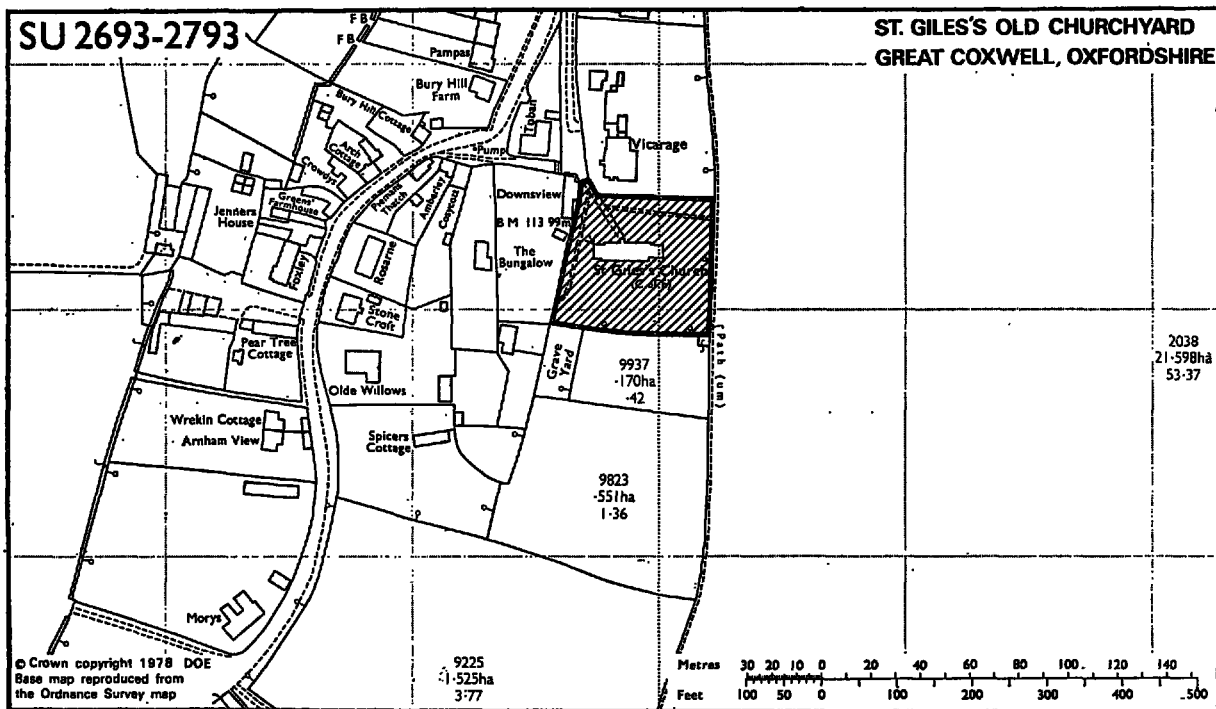 SU 2693-2793
ST. GILES'S OLD CHURCHYARD
GREAT COXWELL, OXFORDSHIRE
F B
F B
Pampas
Bury Hill
Farm
Bury Hill Cottage
Toban
Vicarage
Arch
Cottage
Pump
Crowdys
Downsview
Jenners
House
Greens'
Farmhouse
Thatch
Amberley
Cosycott
B M 113·99m
The
Bungalow
Foxley
Rosarne
St Giles's Church
(C of E)
Stone
Croft
Pear Tree
Cottage
Path (um)
Grave
Yard
9937
·170ha
·42
2038
21·598ha
53·37
Olde Willows
Wrekin Cottage
Arnham View
Spicers
Cottage
9823
·551ha
1·36
Morys
© Crown copyright 1978 DOE
Base map reproduced from
the Ordnance Survey map
9225
1·525ha
3·77
Metres 30 20 10 0 20 40 60 80 100 120 140
Feet 100 50 0 100 200 300 400 500